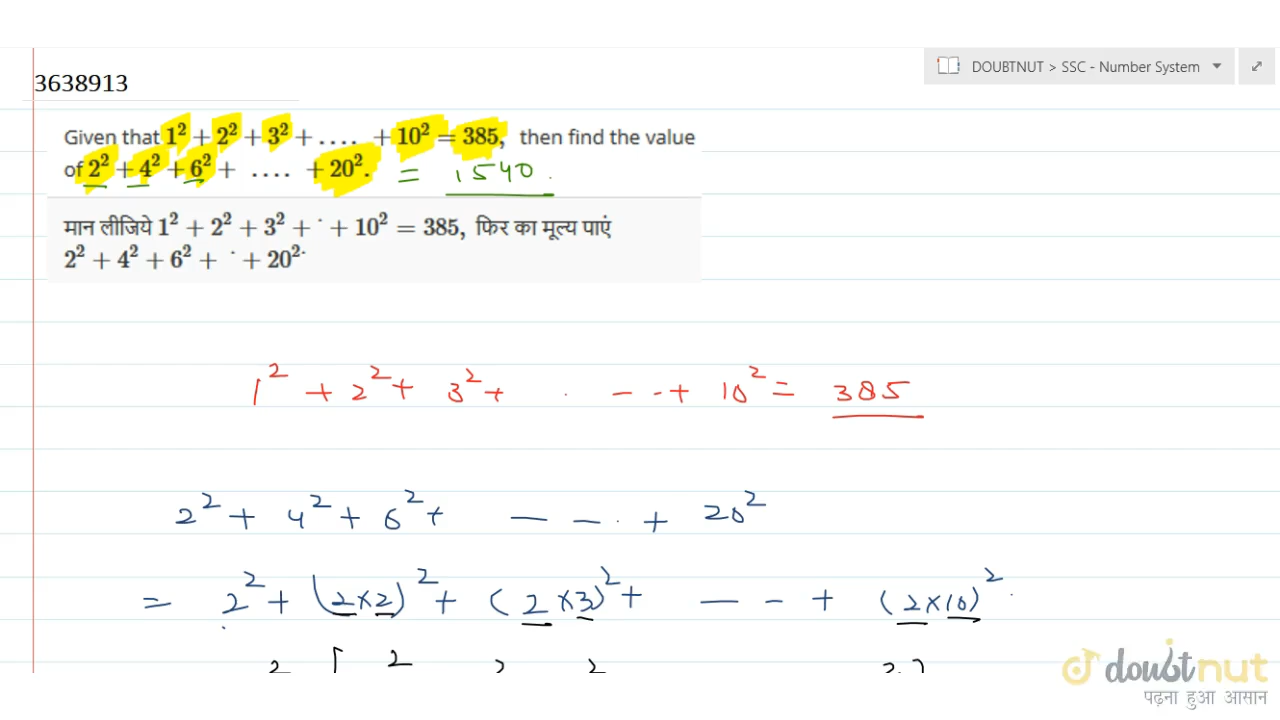 DOUBTNUT > SSC - Number System
3638913
Given that 1² + 2² + 3² + .... + 10² = 385, then find the value
of 2² + 4² + 6² + .... + 20². = 1540.
मान लीजिये 1² + 2² + 3² + · + 10² = 385, फिर का मूल्य पाएं
2² + 4² + 6² + · + 20²·
1² + 2² + 3² + . - - + 10² = 385
2² + 4² + 6² + - - . + 20²
= 2² + (2×2)² + (2×3)² + - - + (2×10)²
doubtnut
पढ़ना हुआ आसान